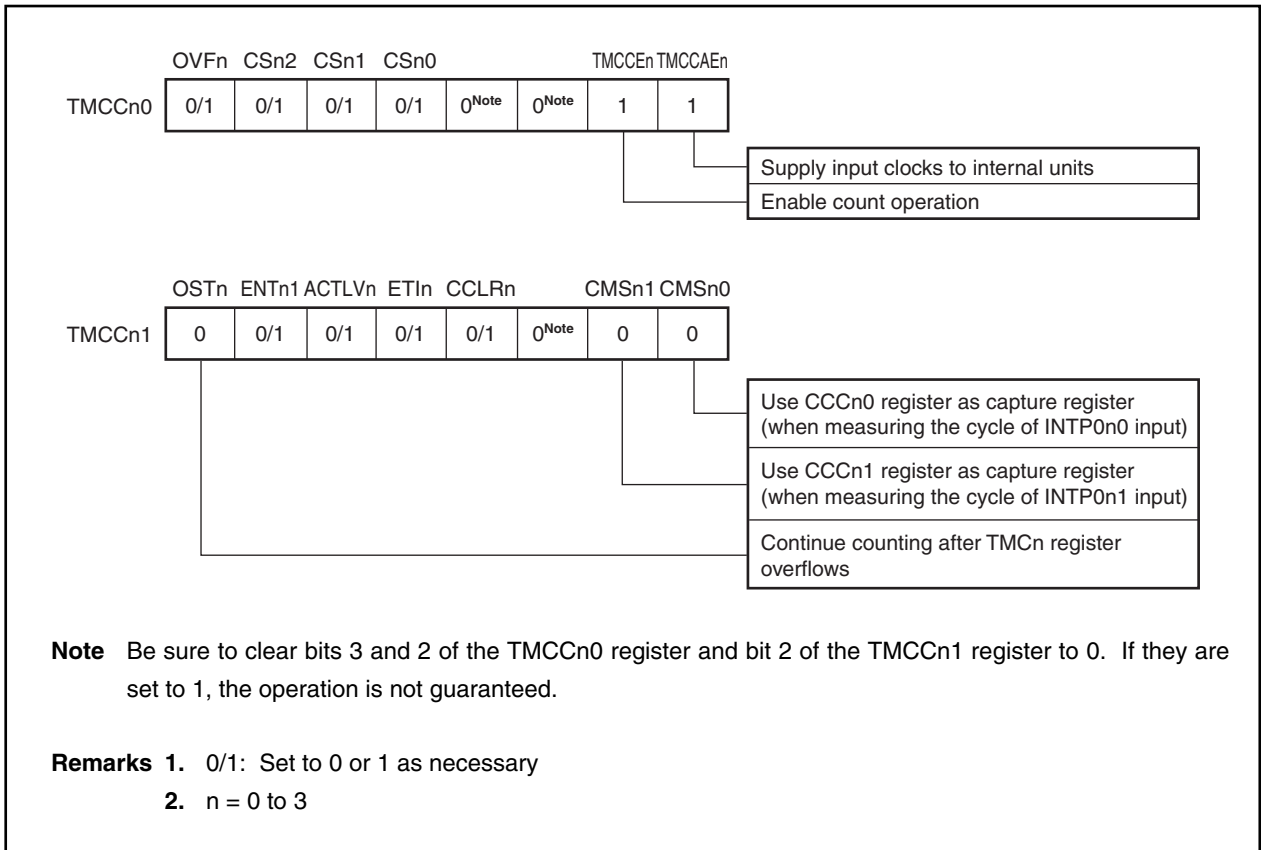 OVFn CSn2 CSn1 CSn0 TMCCEn TMCCAEn
TMCCn0 0/1 0/1 0/1 0/1 0Note 0Note 1 1
Supply input clocks to internal units
Enable count operation
OSTn ENTn1 ACTLVn ETIn CCLRn CMSn1 CMSn0
TMCCn1 0 0/1 0/1 0/1 0/1 0Note 0 0
Use CCCn0 register as capture register
(when measuring the cycle of INTP0n0 input)
Use CCCn1 register as capture register
(when measuring the cycle of INTP0n1 input)
Continue counting after TMCn register
overflows
Note Be sure to clear bits 3 and 2 of the TMCCn0 register and bit 2 of the TMCCn1 register to 0. If they are
set to 1, the operation is not guaranteed.
Remarks 1. 0/1: Set to 0 or 1 as necessary
2. n = 0 to 3